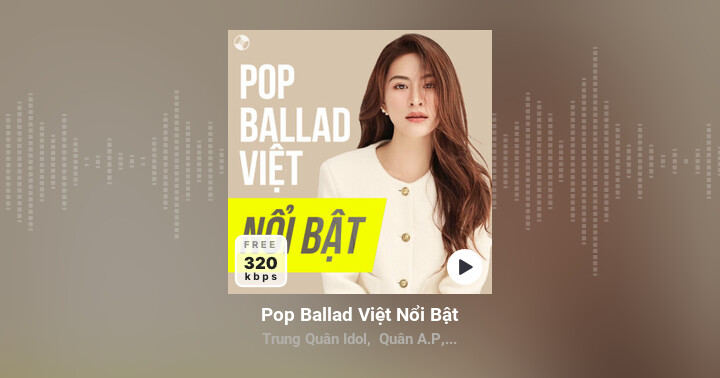 POP
BALLAD
VIỆT
NỔI BẬT
FREE
320
kbps
Pop Ballad Việt Nổi Bật
Trung Quân Idol,  Quân A.P,...